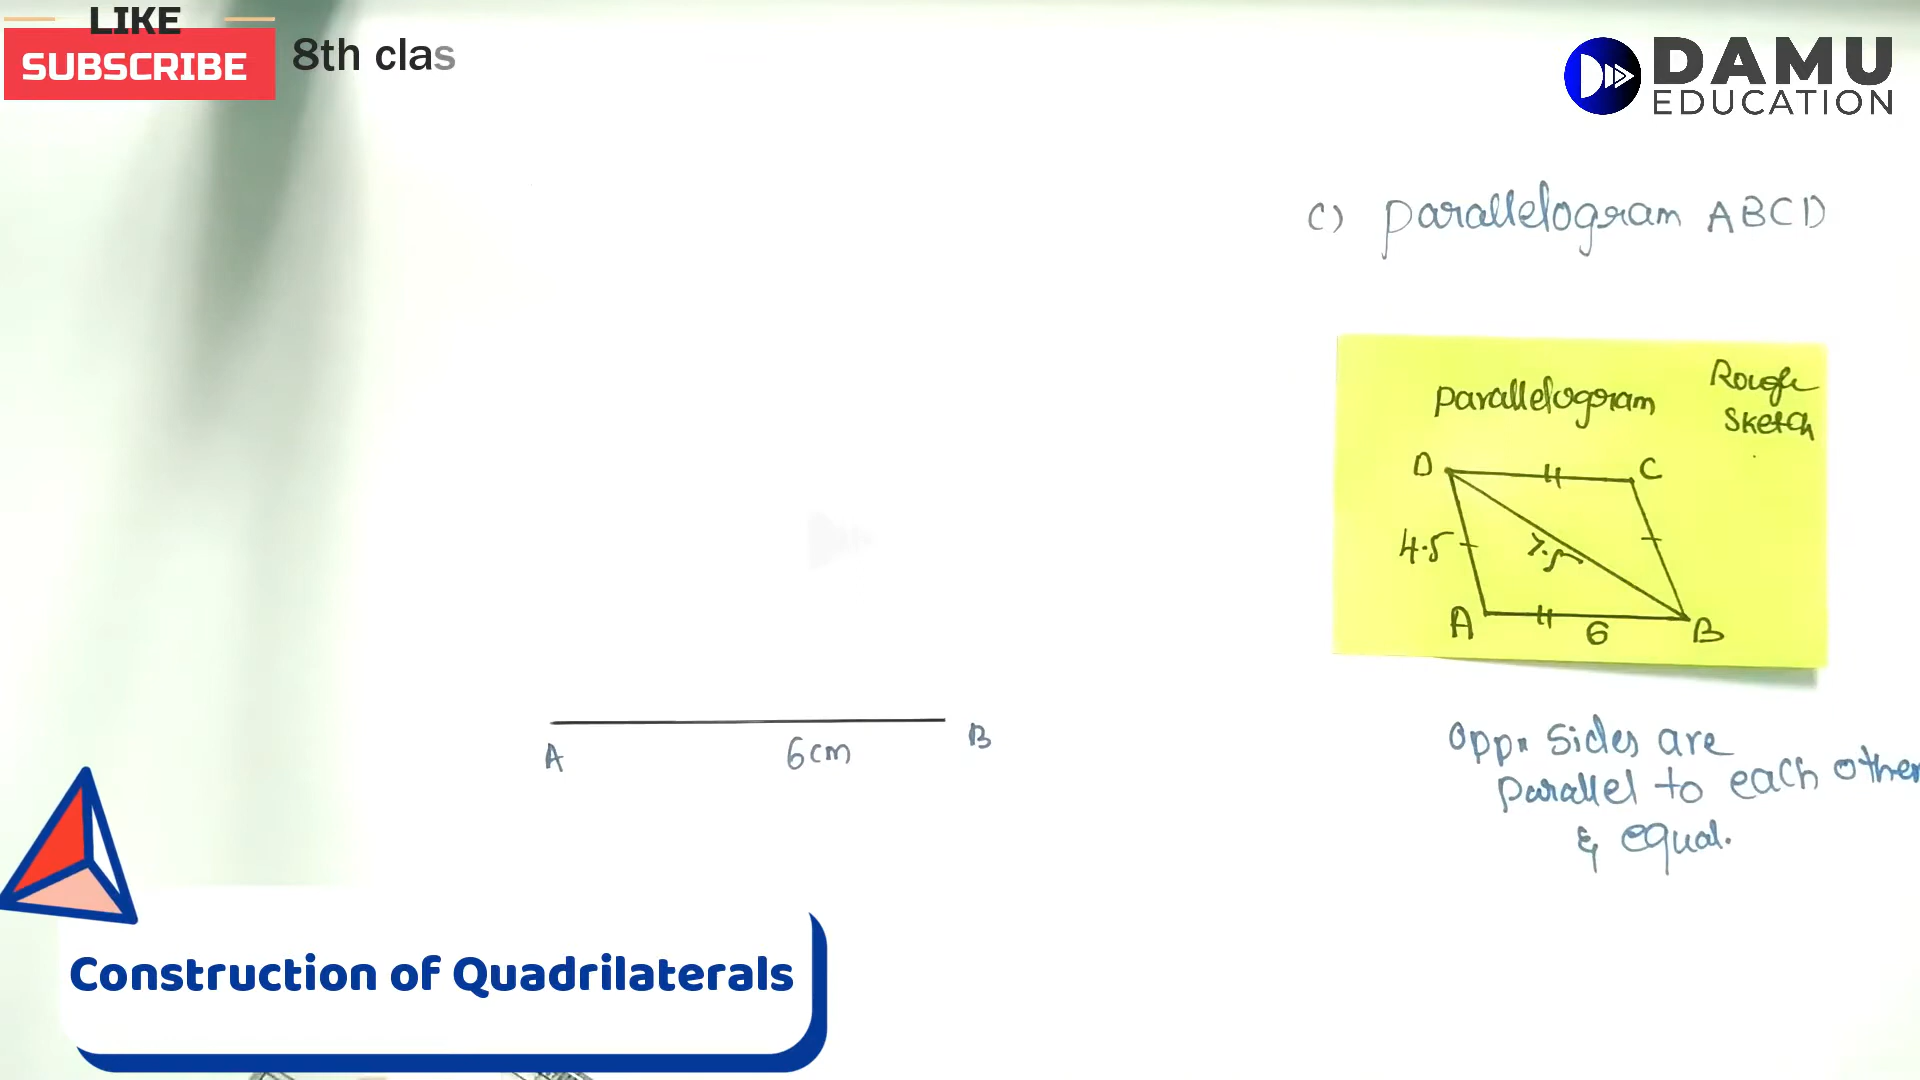 LIKE
SUBSCRIBE
8th clas
DAMU
EDUCATION
C) parallelogram ABCD
Rough
Sketch
parallelogram
D
C
4.5
7.5
A
6
B
A
6cm
B
Opp. Sides are
parallel to each other
& equal.
Construction of Quadrilaterals